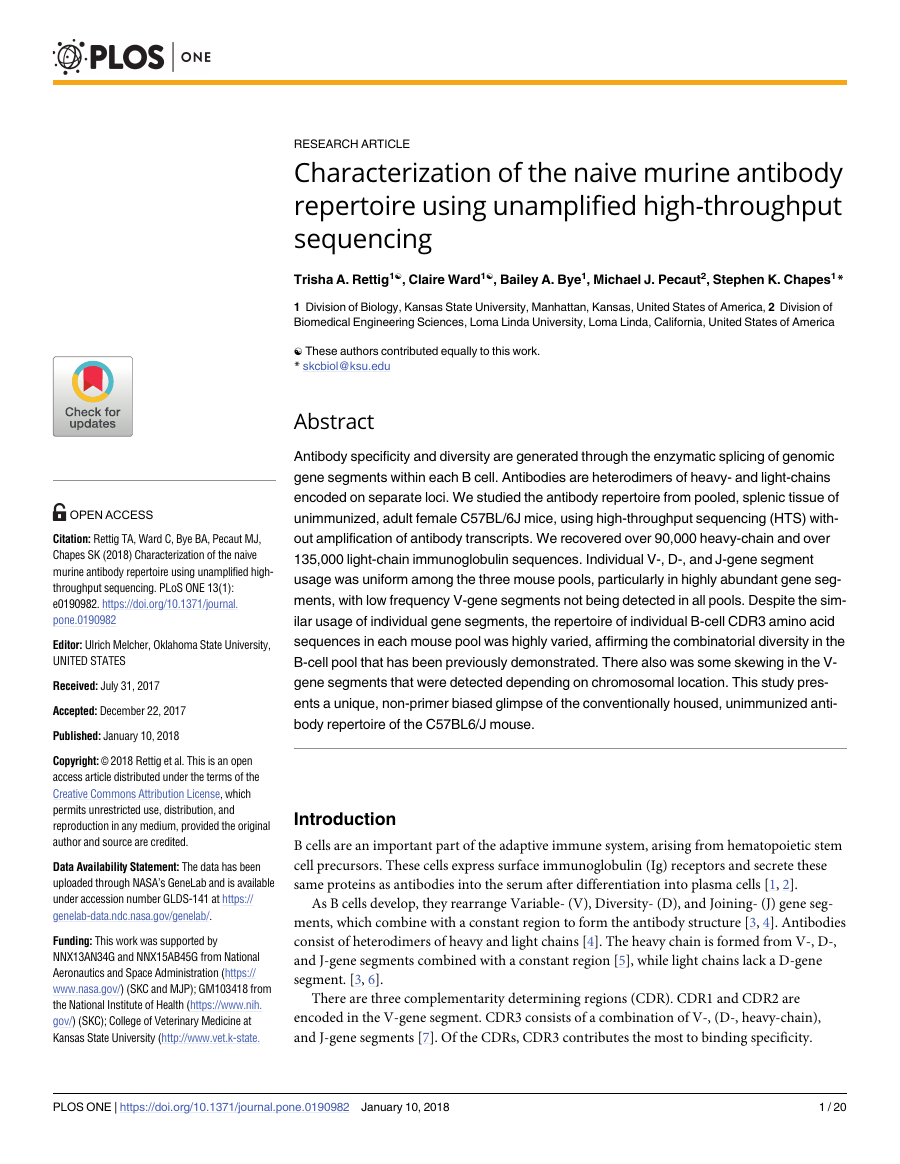 PLOS ONE
RESEARCH ARTICLE
Characterization of the naive murine antibody
repertoire using unamplified high-throughput
sequencing
Trisha A. Rettig1☯, Claire Ward1☯, Bailey A. Bye1, Michael J. Pecaut2, Stephen K. Chapes1*
1 Division of Biology, Kansas State University, Manhattan, Kansas, United States of America, 2 Division of
Biomedical Engineering Sciences, Loma Linda University, Loma Linda, California, United States of America
☯ These authors contributed equally to this work.
* skcbiol@ksu.edu
Check for
updates
OPEN ACCESS
Citation: Rettig TA, Ward C, Bye BA, Pecaut MJ,
Chapes SK (2018) Characterization of the naive
murine antibody repertoire using unamplified high-
throughput sequencing. PLoS ONE 13(1):
e0190982. https://doi.org/10.1371/journal.
pone.0190982
Editor: Ulrich Melcher, Oklahoma State University,
UNITED STATES
Received: July 31, 2017
Accepted: December 22, 2017
Published: January 10, 2018
Copyright: © 2018 Rettig et al. This is an open
access article distributed under the terms of the
Creative Commons Attribution License, which
permits unrestricted use, distribution, and
reproduction in any medium, provided the original
author and source are credited.
Data Availability Statement: The data has been
uploaded through NASA's GeneLab and is available
under accession number GLDS-141 at https://
genelab-data.ndc.nasa.gov/genelab/.
Funding: This work was supported by
NNX13AN34G and NNX15AB45G from National
Aeronautics and Space Administration (https://
www.nasa.gov/) (SKC and MJP); GM103418 from
the National Institute of Health (https://www.nih.
gov/) (SKC); College of Veterinary Medicine at
Kansas State University (http://www.vet.k-state.
Abstract
Antibody specificity and diversity are generated through the enzymatic splicing of genomic
gene segments within each B cell. Antibodies are heterodimers of heavy- and light-chains
encoded on separate loci. We studied the antibody repertoire from pooled, splenic tissue of
unimmunized, adult female C57BL/6J mice, using high-throughput sequencing (HTS) with-
out amplification of antibody transcripts. We recovered over 90,000 heavy-chain and over
135,000 light-chain immunoglobulin sequences. Individual V-, D-, and J-gene segment
usage was uniform among the three mouse pools, particularly in highly abundant gene seg-
ments, with low frequency V-gene segments not being detected in all pools. Despite the sim-
ilar usage of individual gene segments, the repertoire of individual B-cell CDR3 amino acid
sequences in each mouse pool was highly varied, affirming the combinatorial diversity in the
B-cell pool that has been previously demonstrated. There also was some skewing in the V-
gene segments that were detected depending on chromosomal location. This study pres-
ents a unique, non-primer biased glimpse of the conventionally housed, unimmunized anti-
body repertoire of the C57BL6/J mouse.
Introduction
B cells are an important part of the adaptive immune system, arising from hematopoietic stem
cell precursors. These cells express surface immunoglobulin (Ig) receptors and secrete these
same proteins as antibodies into the serum after differentiation into plasma cells [1, 2].
As B cells develop, they rearrange Variable- (V), Diversity- (D), and Joining- (J) gene seg-
ments, which combine with a constant region to form the antibody structure [3, 4]. Antibodies
consist of heterodimers of heavy and light chains [4]. The heavy chain is formed from V-, D-,
and J-gene segments combined with a constant region [5], while light chains lack a D-gene
segment. [3, 6].
There are three complementarity determining regions (CDR). CDR1 and CDR2 are
encoded in the V-gene segment. CDR3 consists of a combination of V-, (D-, heavy-chain),
and J-gene segments [7]. Of the CDRs, CDR3 contributes the most to binding specificity.
PLOS ONE | https://doi.org/10.1371/journal.pone.0190982 January 10, 2018 1 / 20